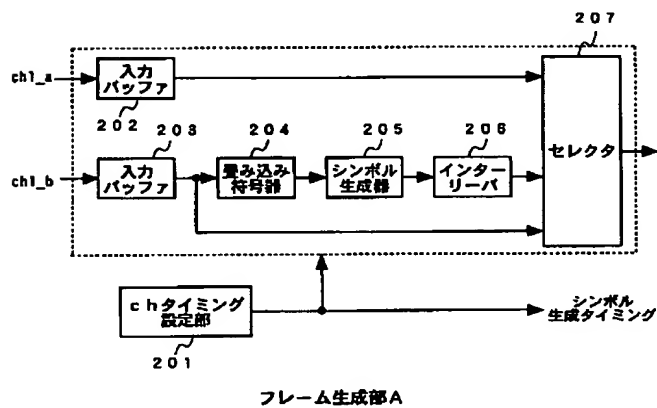 207
ch1_a
入力
バッファ
202
セレクタ
203
204
205
206
ch1_b
入力
バッファ
畳み込み
符号器
シンボル
生成器
インター
リーバ
chタイミング
設定部
201
シンボル
生成タイミング
フレーム生成部A